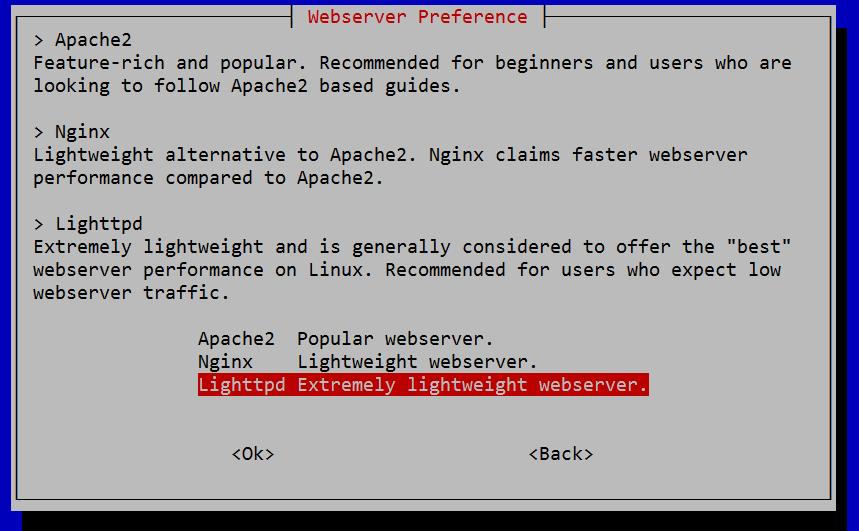 Webserver Preference
> Apache2
Feature-rich and popular. Recommended for beginners and users who are
looking to follow Apache2 based guides.
> Nginx
Lightweight alternative to Apache2. Nginx claims faster webserver
performance compared to Apache2.
> Lighttpd
Extremely lightweight and is generally considered to offer the "best"
webserver performance on Linux. Recommended for users who expect low
webserver traffic.
Apache2 Popular webserver.
Nginx Lightweight webserver.
Lighttpd Extremely lightweight webserver.
<Ok> <Back>